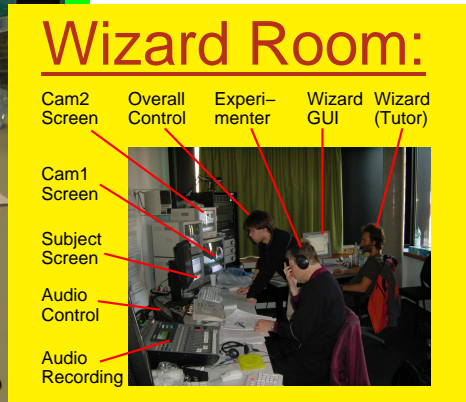 Wizard Room:
Cam2 Screen
Overall Control
Experi–
menter
Wizard GUI
Wizard (Tutor)
Cam1 Screen
Subject Screen
Audio Control
Audio Recording